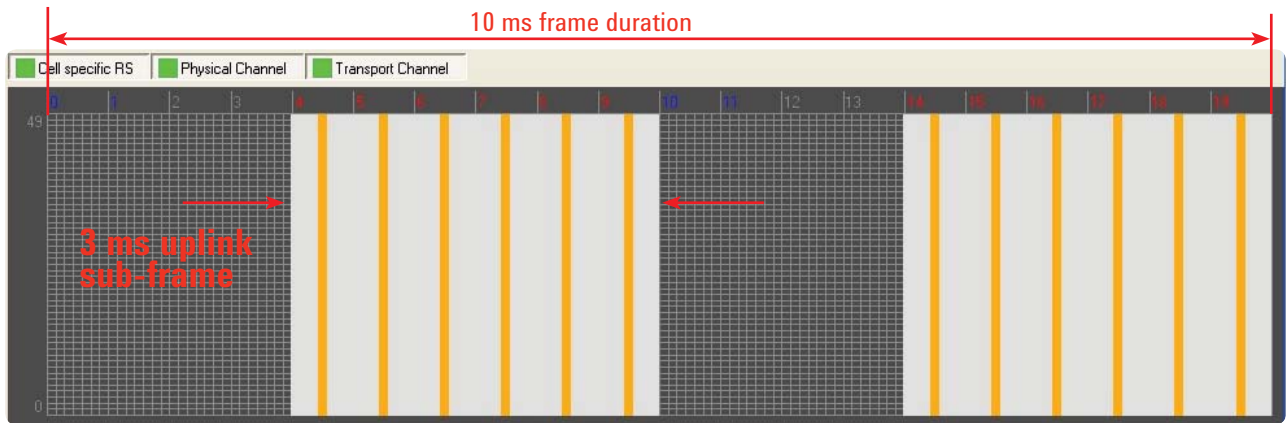 10 ms frame duration
Cell specific RS Physical Channel Transport Channel
0 1 2 3 4 5 6 7 8 9 10 11 12 13 14 15 16 17 18 19
49
3 ms uplink
sub-frame
0